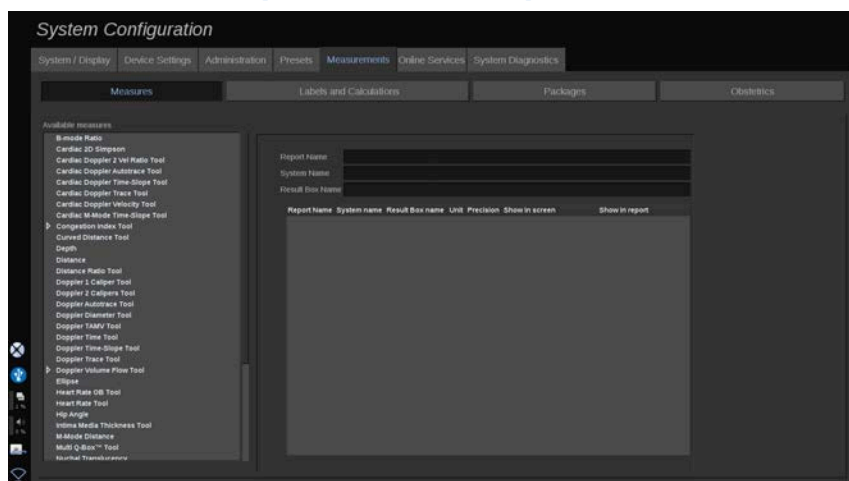 System Configuration
System / Display Device Settings Administration Presets Measurements Online Services System Diagnostics
Measures Labels and Calculations Packages Obstetrics
Available measures
B-mode Ratio
Cardiac 2D Simpson
Cardiac Doppler 2 Vel Ratio Tool
Cardiac Doppler Autotrace Tool
Cardiac Doppler Time-Slope Tool
Cardiac Doppler Trace Tool
Cardiac Doppler Velocity Tool
Cardiac M-Mode Time-Slope Tool
Congestion Index Tool
Curved Distance Tool
Depth
Distance
Distance Ratio Tool
Doppler 1 Caliper Tool
Doppler 2 Calipers Tool
Doppler Autotrace Tool
Doppler Diameter Tool
Doppler TAMV Tool
Doppler Time Tool
Doppler Time-Slope Tool
Doppler Trace Tool
Doppler Volume Flow Tool
Ellipse
Heart Rate OB Tool
Heart Rate Tool
Hip Angle
Intima Media Thickness Tool
M-Mode Distance
Multi Q-Box™ Tool
Nuchal Translucency
Report Name
System Name
Result Box Name
Report Name System name Result Box name Unit Precision Show in screen Show in report